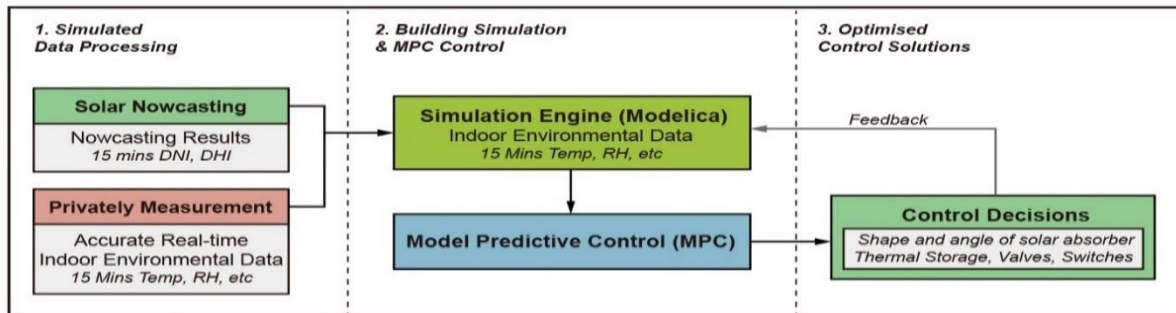 1. Simulated
Data Processing
Solar Nowcasting
Nowcasting Results
15 mins DNI, DHI
Privately Measurement
Accurate Real-time
Indoor Environmental Data
15 Mins Temp, RH, etc
2. Building Simulation
& MPC Control
Simulation Engine (Modelica)
Indoor Environmental Data
15 Mins Temp, RH, etc
Model Predictive Control (MPC)
3. Optimised
Control Solutions
Feedback
Control Decisions
Shape and angle of solar absorber
Thermal Storage, Valves, Switches